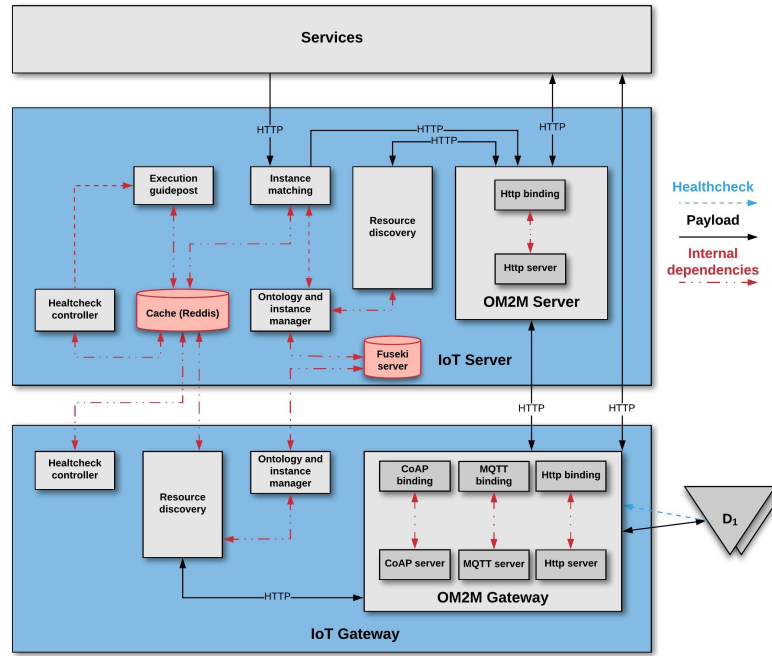 Services
HTTP
HTTP
HTTP
HTTP
Execution
guidepost
Instance
matching
Resource
discovery
Http binding
Http server
OM2M Server
Healtcheck
controller
Cache (Reddis)
Ontology and
instance
manager
Fuseki
server
IoT Server
Healthcheck
Payload
Internal
dependencies
HTTP
HTTP
Healtcheck
controller
Resource
discovery
Ontology and
instance
manager
CoAP
binding
MQTT
binding
Http binding
CoAP server
MQTT server
Http server
OM2M Gateway
HTTP
IoT Gateway
D₁